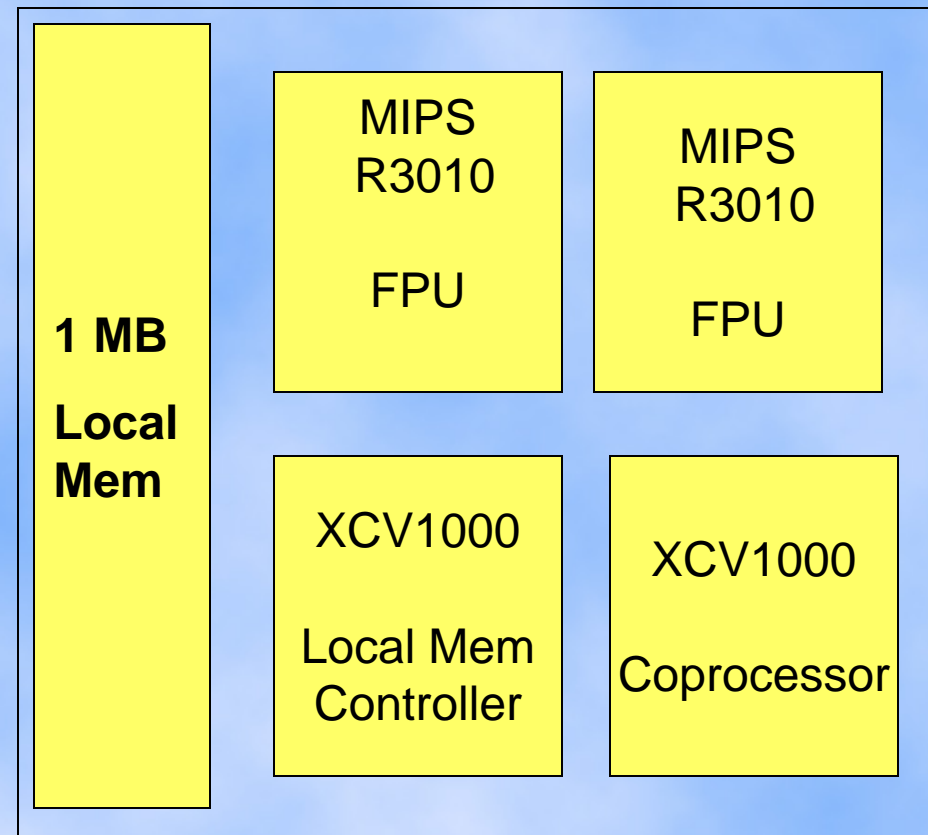 1 MB
Local
Mem
MIPS
R3010
FPU
MIPS
R3010
FPU
XCV1000
Local Mem
Controller
XCV1000
Coprocessor